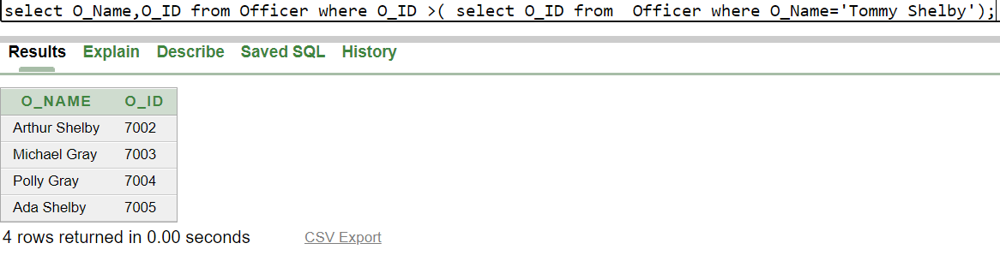 select O_Name,O_ID from Officer where O_ID >( select O_ID from  Officer where O_Name='Tommy Shelby');
Results Explain Describe Saved SQL History
O_NAME O_ID
Arthur Shelby 7002
Michael Gray 7003
Polly Gray 7004
Ada Shelby 7005
4 rows returned in 0.00 seconds CSV Export